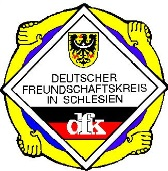 DEUTSCHER
FREUNDSCHAFTSKREIS
IN SCHLESIEN
dfk